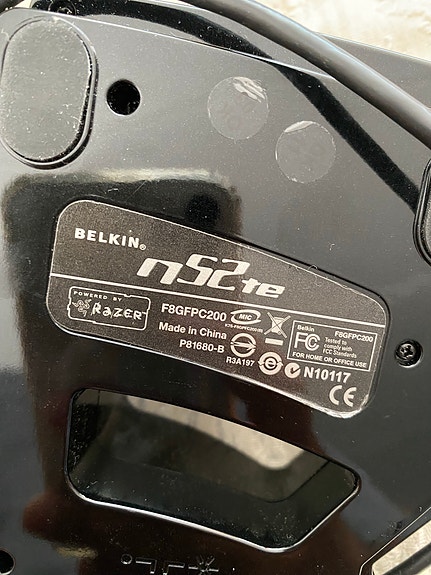 BELKIN®
n52te
POWERED BY
RAZER
F8GFPC200
MIC
Made in China
P81680-B
R3A197
Belkin F8GFPC200
FC Tested to
comply with
FCC Standards
FOR HOME OR OFFICE USE
N10117
CE